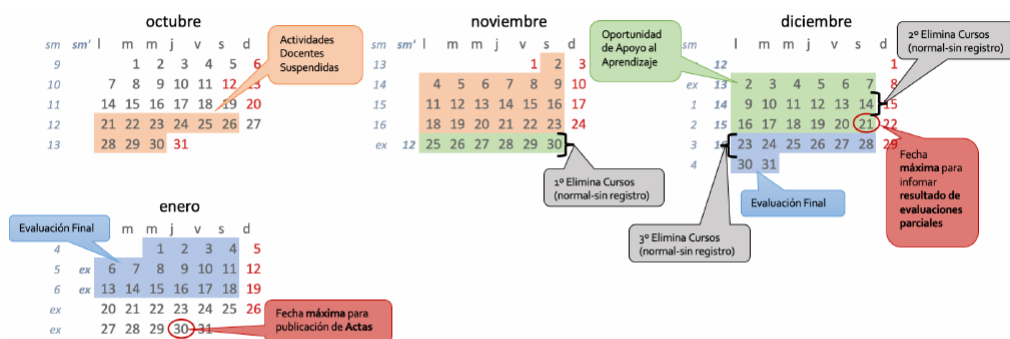 octubre
sm sm' l m m j v s d
9 1 2 3 4 5 6
10 7 8 9 10 11 12 13
11 14 15 16 17 18 19 20
12 21 22 23 24 25 26 27
13 28 29 30 31
Actividades
Docentes
Suspendidas
noviembre
sm sm' l m m j v s d
13 1 2 3
14 4 5 6 7 8 9 10
15 11 12 13 14 15 16 17
16 18 19 20 21 22 23 24
ex 12 25 26 27 28 29 30
1º Elimina Cursos
(normal-sin registro)
Oportunidad
de Apoyo al
Aprendizaje
diciembre
sm l m m j v s d
12 1
ex 13 2 3 4 5 6 7 8
1 14 9 10 11 12 13 14 15
2 15 16 17 18 19 20 21 22
3 23 24 25 26 27 28 29
4 30 31
2º Elimina Cursos
(normal-sin registro)
Fecha
máxima para
infomar
resultado de
evaluaciones
parciales
Evaluación Final
3º Elimina Cursos
(normal-sin registro)
enero
Evaluación Final
m m j v s d
4 1 2 3 4 5
5 ex 6 7 8 9 10 11 12
6 ex 13 14 15 16 17 18 19
ex 20 21 22 23 24 25 26
ex 27 28 29 30 31
Fecha máxima para
publicación de Actas